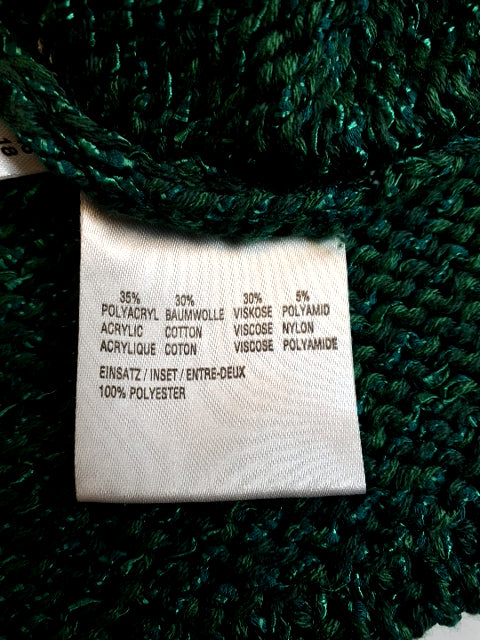 35% 30% 30% 5%
POLYACRYL BAUMWOLLE VISKOSE POLYAMID
ACRYLIC COTTON VISCOSE NYLON
ACRYLIQUE COTON VISCOSE POLYAMIDE
EINSATZ / INSET / ENTRE-DEUX
100% POLYESTER
18